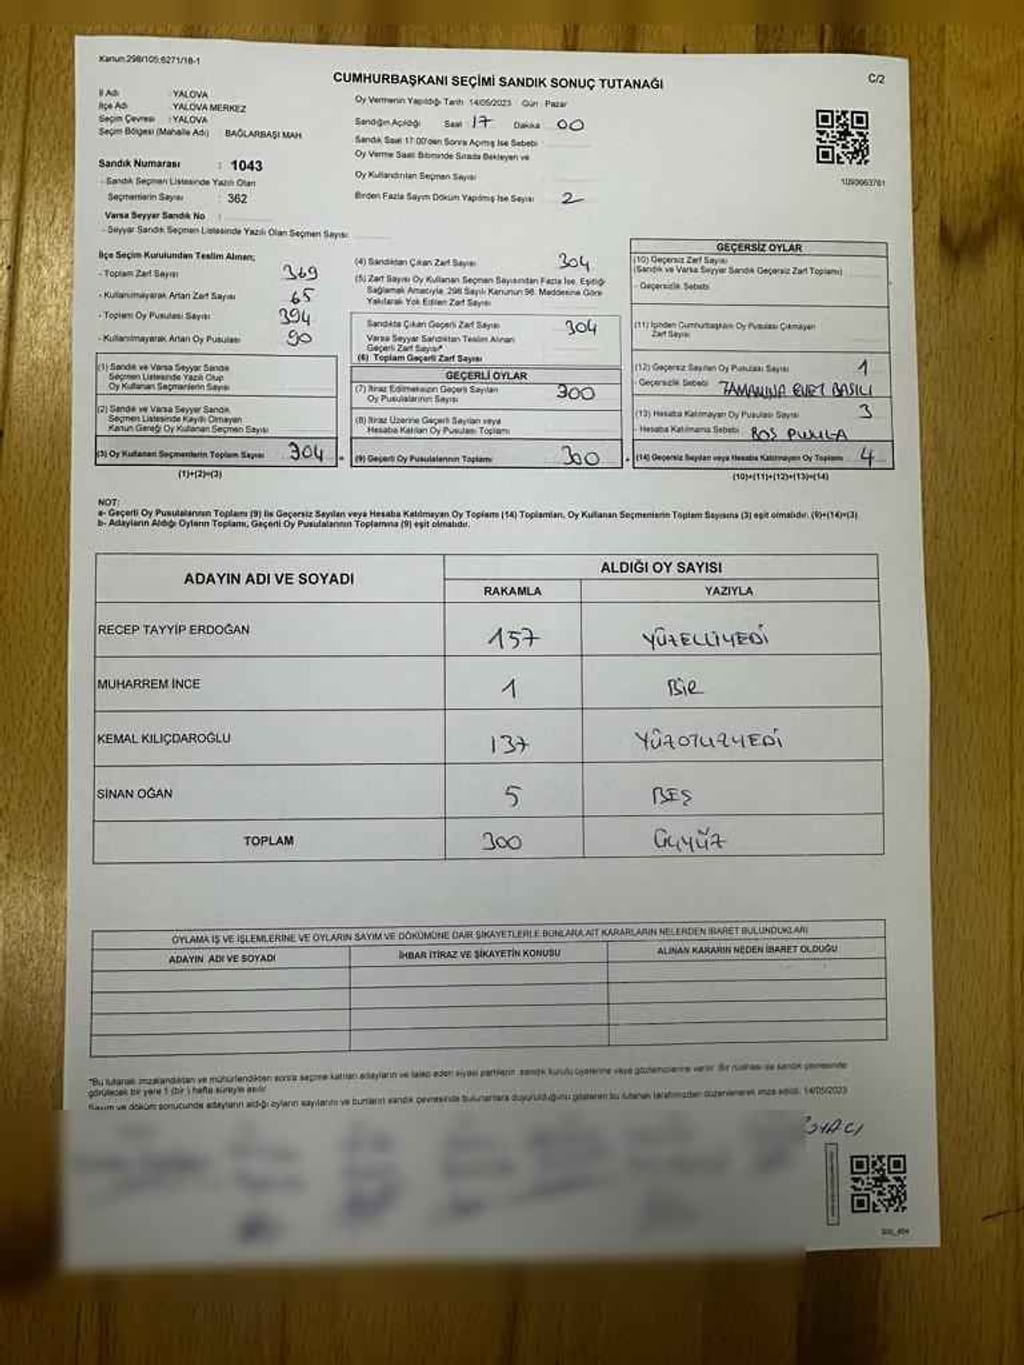 Kanun:298/105;6271/18-1
CUMHURBAŞKANI SEÇİMİ SANDIK SONUÇ TUTANAĞI
C/2
İl Adı : YALOVA
İlçe Adı : YALOVA MERKEZ
Seçim Çevresi : YALOVA
Seçim Bölgesi (Mahalle Adı) : BAĞLARBAŞI MAH.
Sandık Numarası : 1043
- Sandık Seçmen Listesinde Yazılı Olan
Seçmenlerin Sayısı : 362
Varsa Seyyar Sandık No :
- Seyyar Sandık Seçmen Listesinde Yazılı Olan Seçmen Sayısı:
Oy Vermenin Yapıldığı Tarih 14/05/2023 Gün : Pazar
Sandığın Açıldığı Saat : 17 Dakika 00
Sandık Saat 17:00'den Sonra Açılmış İse Sebebi :
Oy Verme Saati Bitiminde Sırada Bekleyen ve
Oy Kullandırılan Seçmen Sayısı
Birden Fazla Sayım Döküm Yapılmış İse Sayısı 2
1093663761
İlçe Seçim Kurulundan Teslim Alınan;
- Toplam Zarf Sayısı 369
- Kullanılmayarak Artan Zarf Sayısı 65
- Toplam Oy Pusulası Sayısı 394
- Kullanılmayarak Artan Oy Pusulası 90
(1) Sandık ve Varsa Seyyar Sandık
Seçmen Listesinde Yazılı Olup
Oy Kullanan Seçmenlerin Sayısı
(2) Sandık ve Varsa Seyyar Sandık
Seçmen Listesinde Kaydı Olmayan
Kanun Gereği Oy Kullanan Seçmen Sayısı
(3) Oy Kullanan Seçmenlerin Toplam Sayısı 304
(1)+(2)=(3)
(4) Sandıktan Çıkan Zarf Sayısı 304
(5) Zarf Sayısı Oy Kullanan Seçmen Sayısından Fazla İse, Eşitliği
Sağlamak Amacıyla, 298 Sayılı Kanunun 98. Maddesine Göre
Yakılarak Yok Edilen Zarf Sayısı
Sandıkta Çıkan Geçerli Zarf Sayısı 304
Varsa Seyyar Sandıktan Teslim Alınan
Geçerli Zarf Sayısı*
(6) Toplam Geçerli Zarf Sayısı
GEÇERLİ OYLAR
(7) İtiraz Edilmeksizin Geçerli Sayılan
Oy Pusulalarının Sayısı 300
(8) İtiraz Üzerine Geçerli Sayılan veya
Hesaba Katılan Oy Pusulası Toplamı
(9) Geçerli Oy Pusulalarının Toplamı 300
GEÇERSİZ OYLAR
(10) Geçersiz Zarf Sayısı
(Sandık ve Varsa Seyyar Sandık Geçersiz Zarf Toplamı)
- Geçersizlik Sebebi
(11) İçinden Cumhurbaşkanı Oy Pusulası Çıkmayan
Zarf Sayısı
(12) Geçersiz Sayılan Oy Pusulası Sayısı 1
- Geçersizlik Sebebi TAMAMINA EVET BASILI
(13) Hesaba Katılmayan Oy Pusulası Sayısı 3
- Hesaba Katılmama Sebebi BOŞ PUSULA
(14) Geçersiz Sayılan veya Hesaba Katılmayan Oy Toplamı 4
(10)+(11)+(12)+(13)=(14)
NOT:
a- Geçerli Oy Pusulalarının Toplamı (9) ile Geçersiz Sayılan veya Hesaba Katılmayan Oy Toplamı (14) Toplamları, Oy Kullanan Seçmenlerin Toplam Sayısına (3) eşit olmalıdır. (9)+(14)=(3)
b- Adayların Aldığı Oyların Toplamı, Geçerli Oy Pusulalarının Toplamına (9) eşit olmalıdır.
ADAYIN ADI VE SOYADI
ALDIĞI OY SAYISI
RAKAMLA YAZIYLA
RECEP TAYYİP ERDOĞAN 157 YÜZELLİYEDİ
MUHARREM İNCE 1 BİR
KEMAL KILIÇDAROĞLU 137 YÜZOTUZYEDİ
SİNAN OĞAN 5 BEŞ
TOPLAM 300 ÜÇYÜZ
OYLAMA İŞ VE İŞLEMLERİNE VE OYLARIN SAYIM VE DÖKÜMÜNE DAİR ŞİKAYETLERLE BUNLARA AİT KARARLARIN NELERDEN İBARET BULUNDUKLARI
ADAYIN ADI VE SOYADI İHBAR İTİRAZ VE ŞİKAYETİN KONUSU ALINAN KARARIN NEDEN İBARET OLDUĞU
*Bu tutanak imzalandıktan ve mühürlendikten sonra seçime katılan adayların ve talep eden siyasi partilerin sandık kurulu üyelerine veya gözlemcilerine verilir. Bir nüshası da sandık çevresinde
görülecek bir yere 1 (bir) hafta süreyle asılır.
Sayım ve döküm sonucunda adayların aldığı oyların sayılarını ve bunların sandık çevresinde bulunanlara duyurulduğunu gösteren bu tutanak tarafımızdan düzenlenerek imza edildi. 14/05/2023